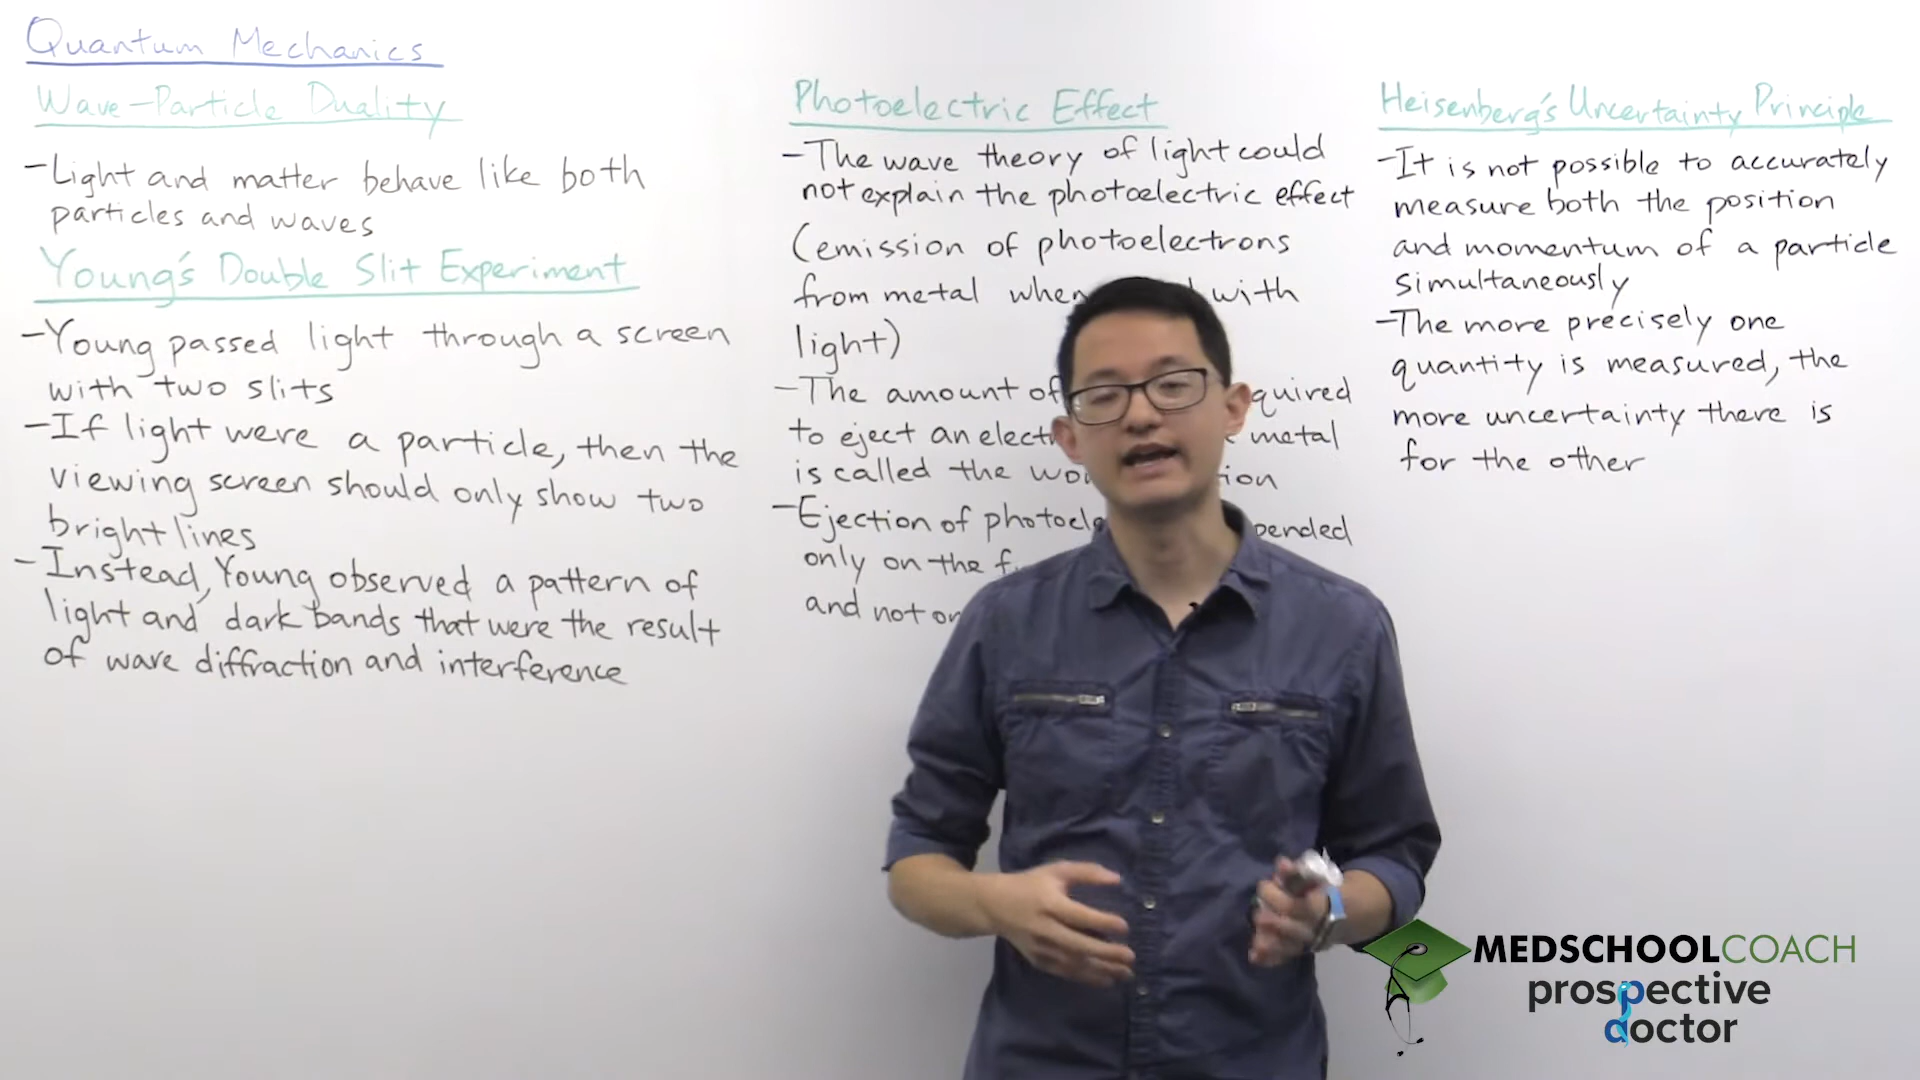 Quantum Mechanics
Wave-Particle Duality
-Light and matter behave like both
particles and waves
Young's Double Slit Experiment
-Young passed light through a screen
with two slits
-If light were a particle, then the
viewing screen should only show two
bright lines
-Instead, Young observed a pattern of
light and dark bands that were the result
of wave diffraction and interference
Photoelectric Effect
-The wave theory of light could
not explain the photoelectric effect
(emission of photoelectrons
from metal when with
light)
-The amount of
to eject an metal
is called the
-Ejection of
only on the
and not
Heisenberg's Uncertainty Principle
-It is not possible to accurately
measure both the position
and momentum of a particle
simultaneously
-The more precisely one
quantity is measured, the
more uncertainty there is
for the other
MEDSCHOOLCOACH
prospective
doctor